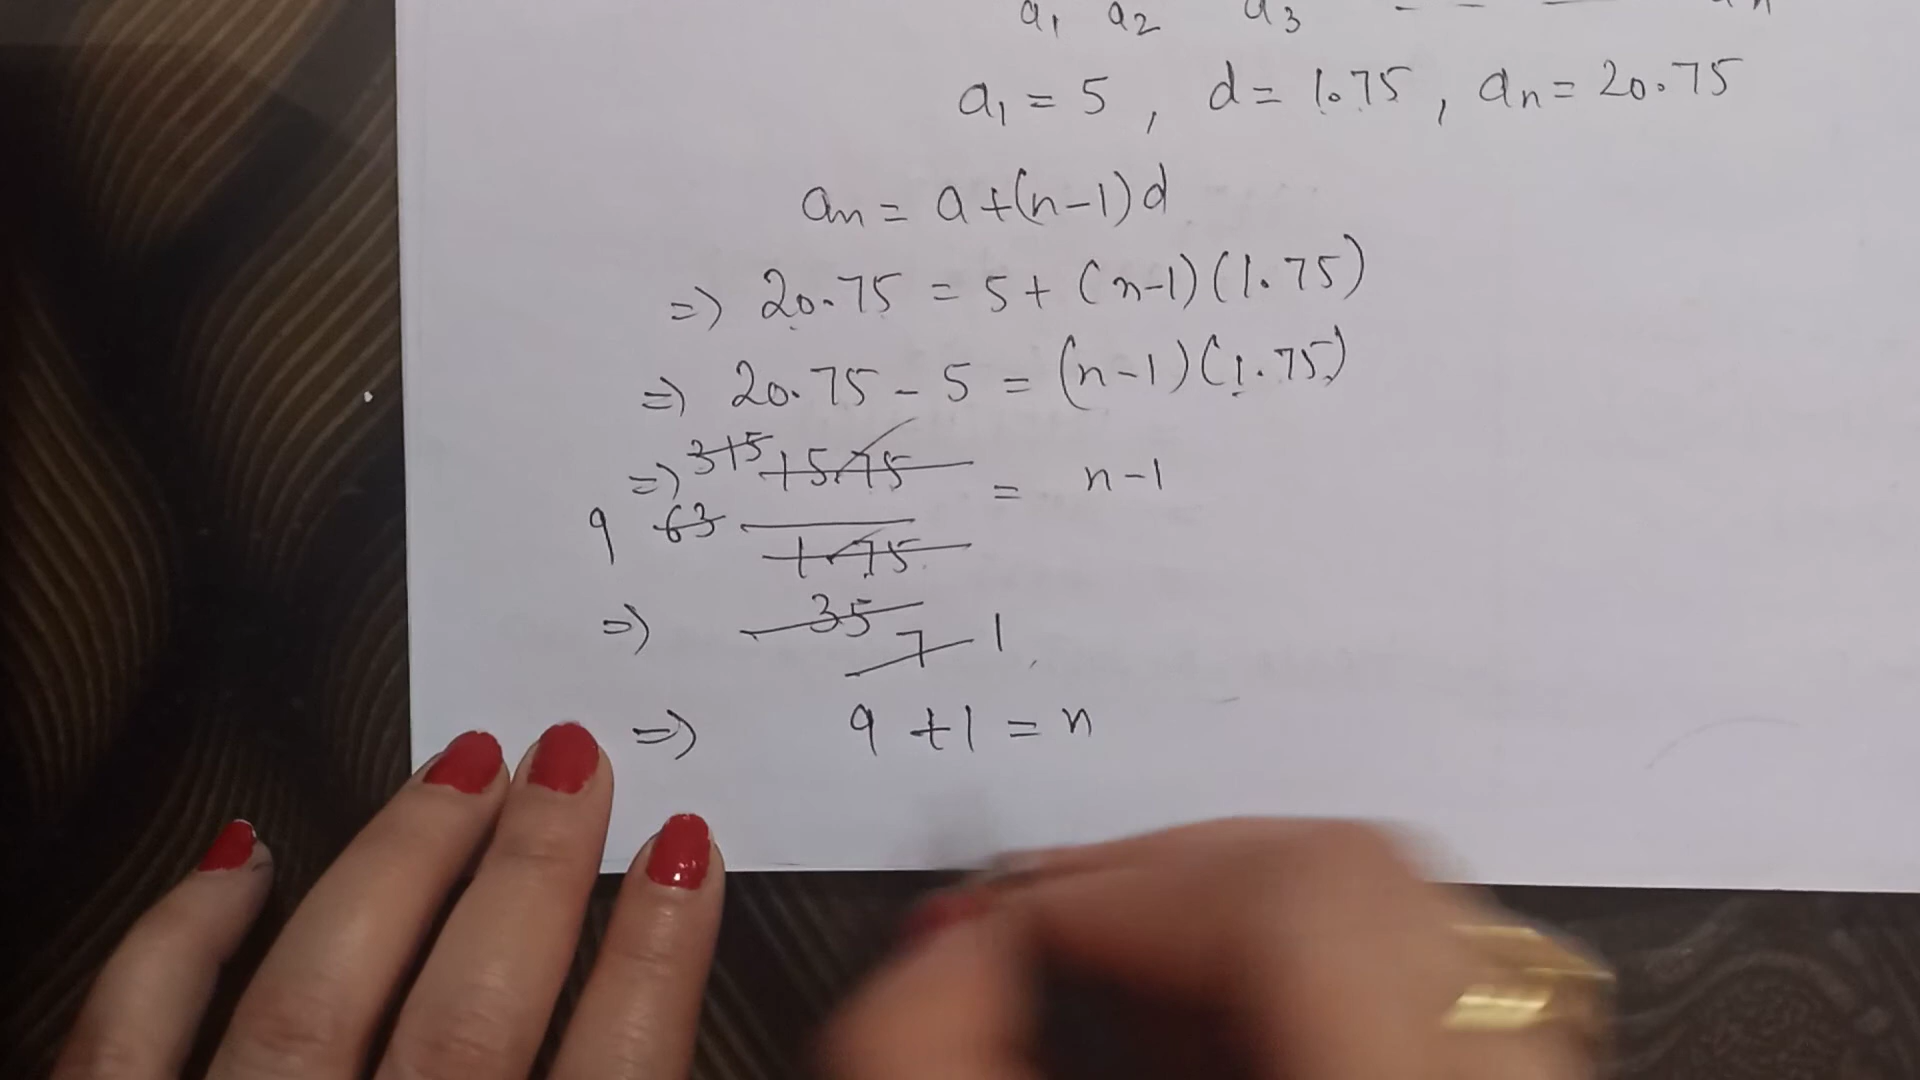 a₁ a₂ a₃ - - — aₙ
a₁ = 5 , d = 1.75 , aₙ = 20.75
aₙ = a + (n-1)d
=) 20.75 = 5 + (n-1)(1.75)
=) 20.75 - 5 = (n-1)(1.75)
=) 315 15.75 = n-1
9 63 1.75
=) 35 7 1
=) 9 + 1 = n